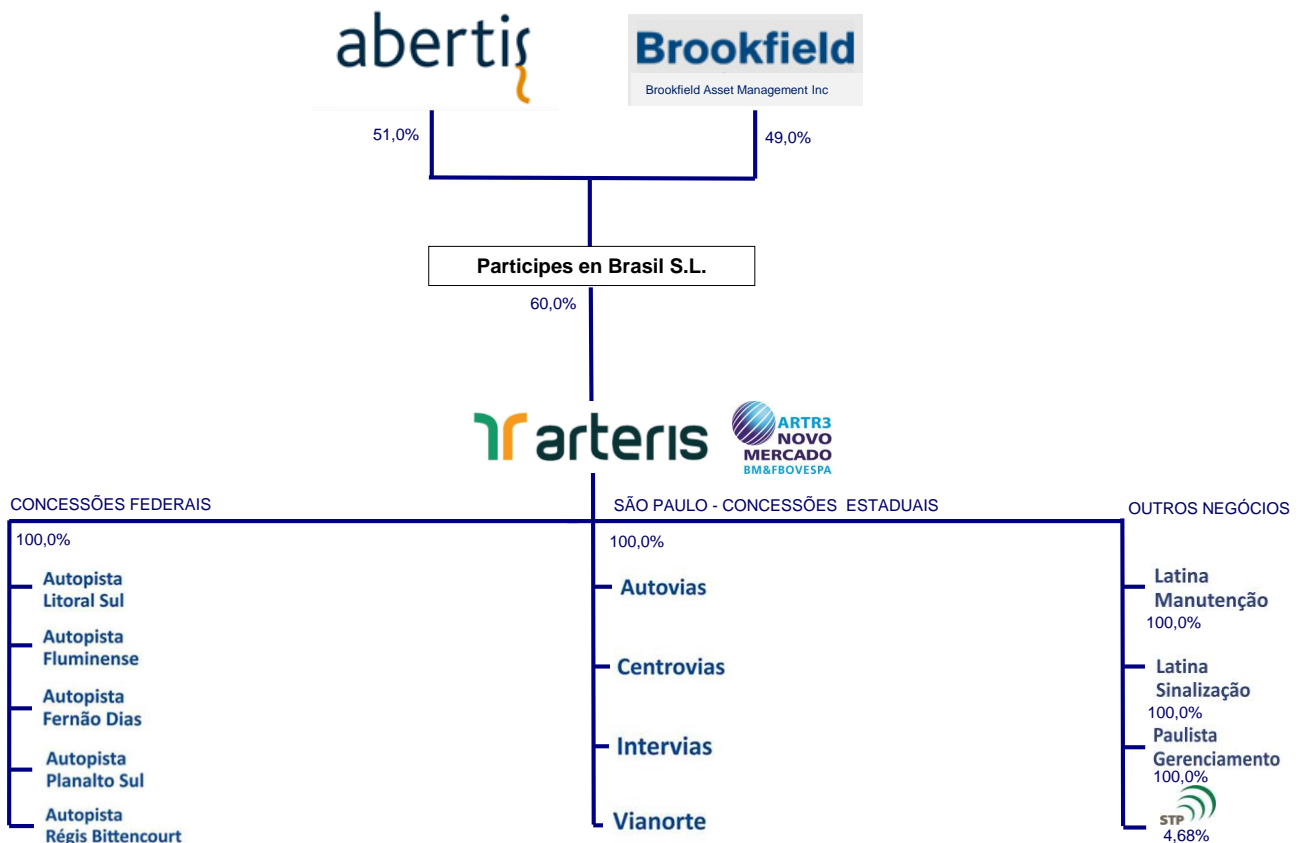 abertis
Brookfield
Brookfield Asset Management Inc
51,0%
49,0%
Participes en Brasil S.L.
60,0%
arteris
ARTR3
NOVO
MERCADO
BM&FBOVESPA
CONCESSÕES FEDERAIS
100,0%
Autopista
Litoral Sul
Autopista
Fluminense
Autopista
Fernão Dias
Autopista
Planalto Sul
Autopista
Régis Bittencourt
SÃO PAULO - CONCESSÕES ESTADUAIS
100,0%
Autovias
Centrovias
Intervias
Vianorte
OUTROS NEGÓCIOS
Latina
Manutenção
100,0%
Latina
Sinalização
100,0%
Paulista
Gerenciamento
100,0%
STP
4,68%